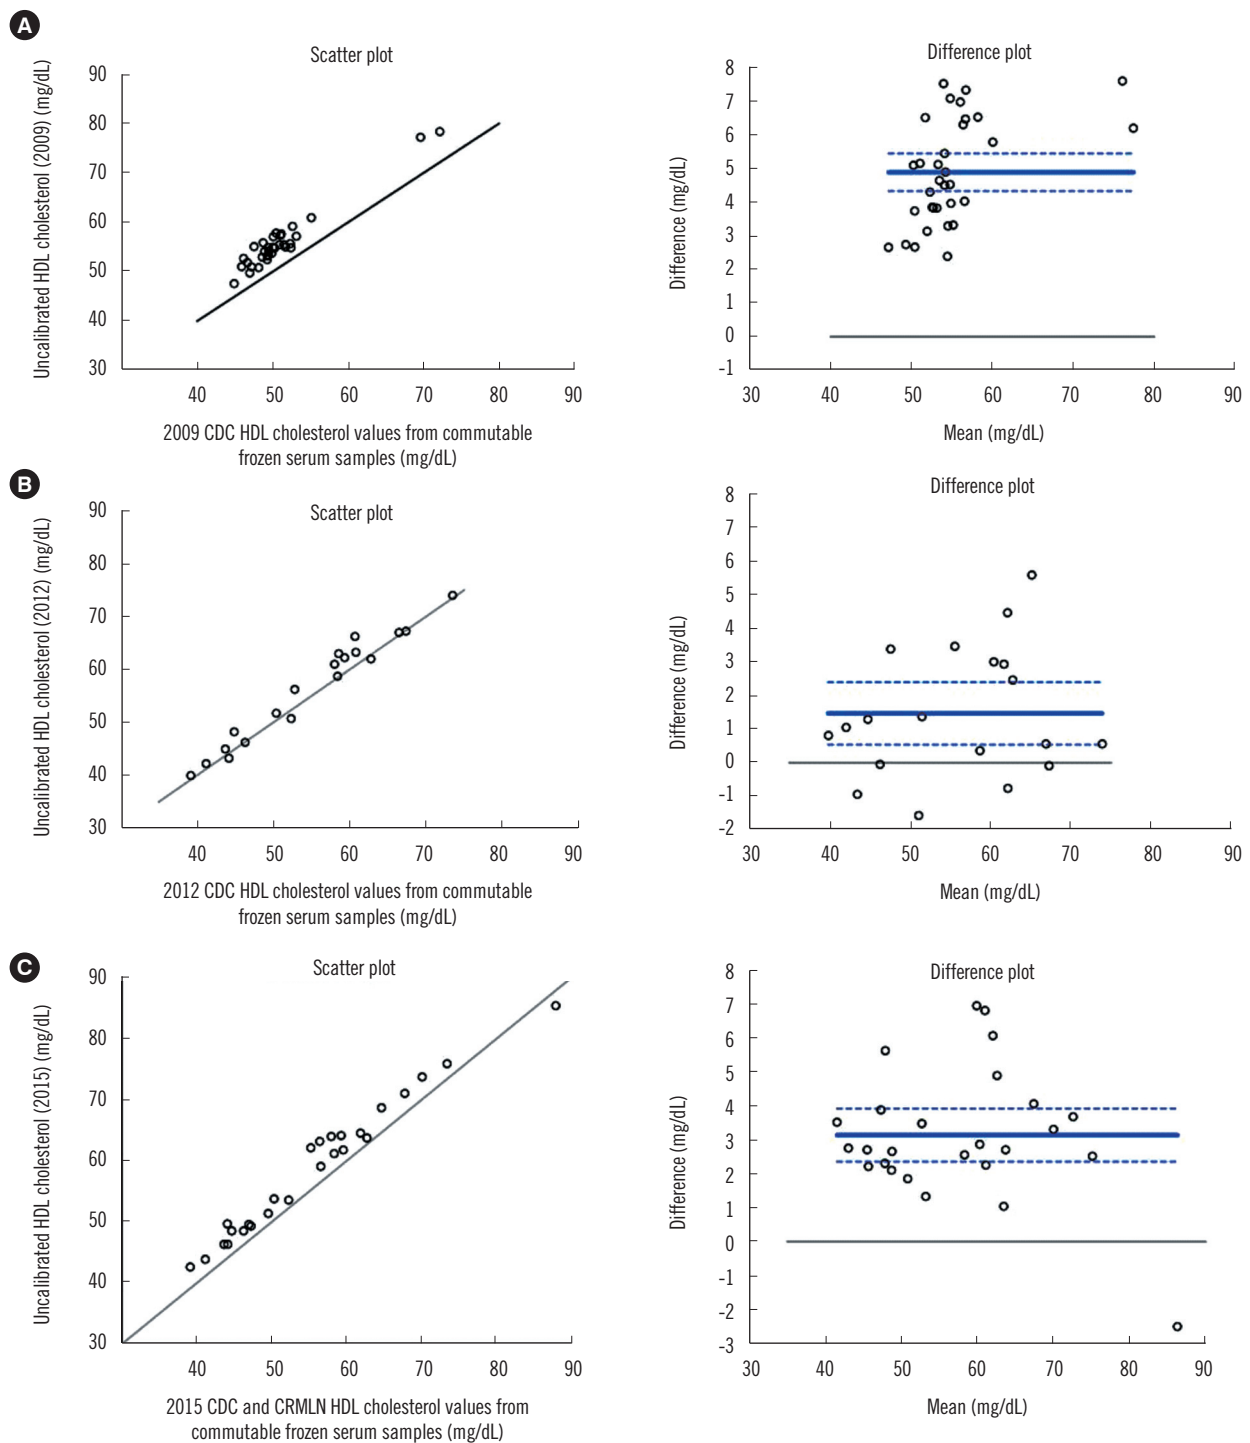 A
Scatter plot
Uncalibrated HDL cholesterol (2009) (mg/dL)
90
80
70
60
50
40
30
40 50 60 70 80 90
2009 CDC HDL cholesterol values from commutable
frozen serum samples (mg/dL)
Difference plot
Difference (mg/dL)
8
7
6
5
4
3
2
1
0
-1
30 40 50 60 70 80 90
Mean (mg/dL)
B
Scatter plot
Uncalibrated HDL cholesterol (2012) (mg/dL)
90
80
70
60
50
40
30
40 50 60 70 80 90
2012 CDC HDL cholesterol values from commutable
frozen serum samples (mg/dL)
Difference plot
Difference (mg/dL)
8
7
6
5
4
3
2
1
0
-1
-2
30 40 50 60 70 80 90
Mean (mg/dL)
C
Scatter plot
Uncalibrated HDL cholesterol (2015) (mg/dL)
90
80
70
60
50
40
30
40 50 60 70 80 90
2015 CDC and CRMLN HDL cholesterol values from
commutable frozen serum samples (mg/dL)
Difference plot
Difference (mg/dL)
8
7
6
5
4
3
2
1
0
-1
-2
-3
30 40 50 60 70 80 90
Mean (mg/dL)